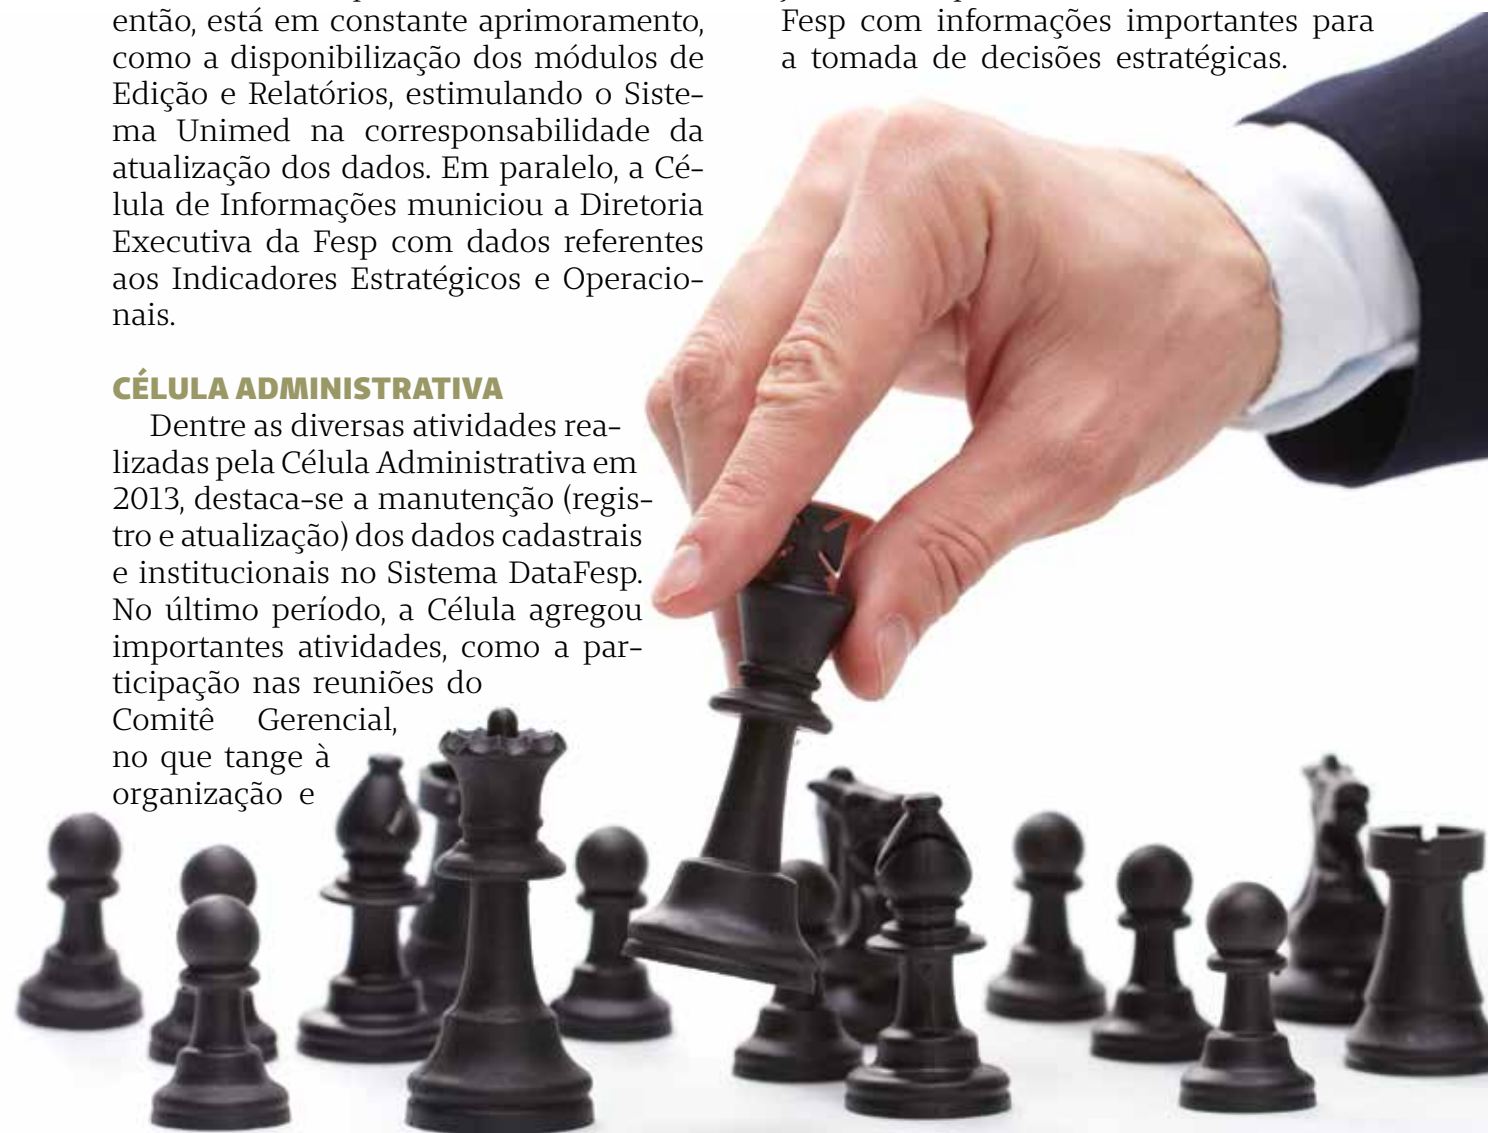 então, está em constante aprimoramento,
como a disponibilização dos módulos de
Edição e Relatórios, estimulando o Siste-
ma Unimed na corresponsabilidade da
atualização dos dados. Em paralelo, a Cé-
lula de Informações municiou a Diretoria
Executiva da Fesp com dados referentes
aos Indicadores Estratégicos e Operacio-
nais.
CÉLULA ADMINISTRATIVA
Dentre as diversas atividades rea-
lizadas pela Célula Administrativa em
2013, destaca-se a manutenção (regis-
tro e atualização) dos dados cadastrais
e institucionais no Sistema DataFesp.
No último período, a Célula agregou
importantes atividades, como a par-
ticipação nas reuniões do
Comitê Gerencial,
no que tange à
organização e
Fesp com informações importantes para
a tomada de decisões estratégicas.